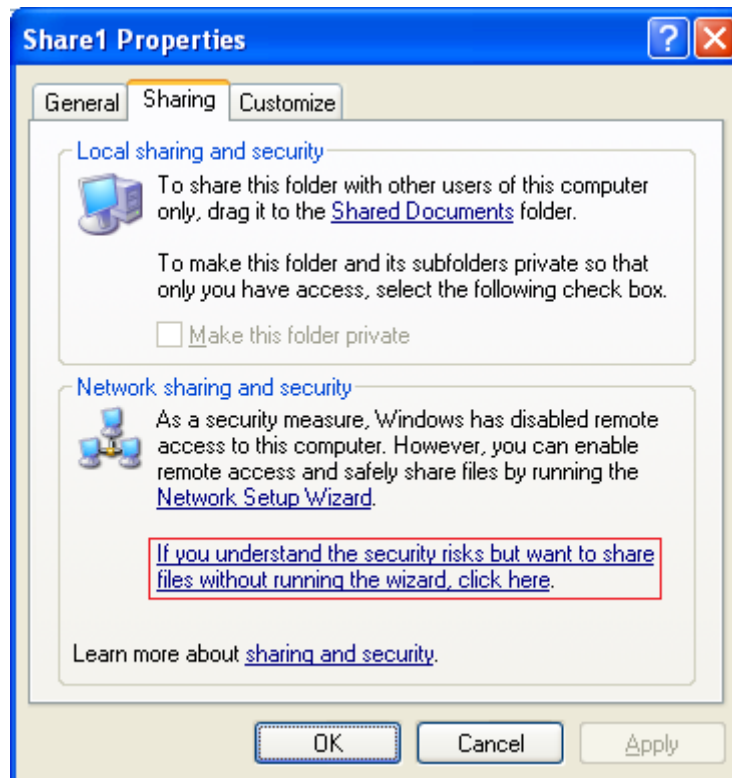 Share1 Properties
General
Sharing
Customize
Local sharing and security
To share this folder with other users of this computer
only, drag it to the Shared Documents folder.
To make this folder and its subfolders private so that
only you have access, select the following check box.
Make this folder private
Network sharing and security
As a security measure, Windows has disabled remote
access to this computer. However, you can enable
remote access and safely share files by running the
Network Setup Wizard.
If you understand the security risks but want to share
files without running the wizard, click here.
Learn more about sharing and security.
OK
Cancel
Apply